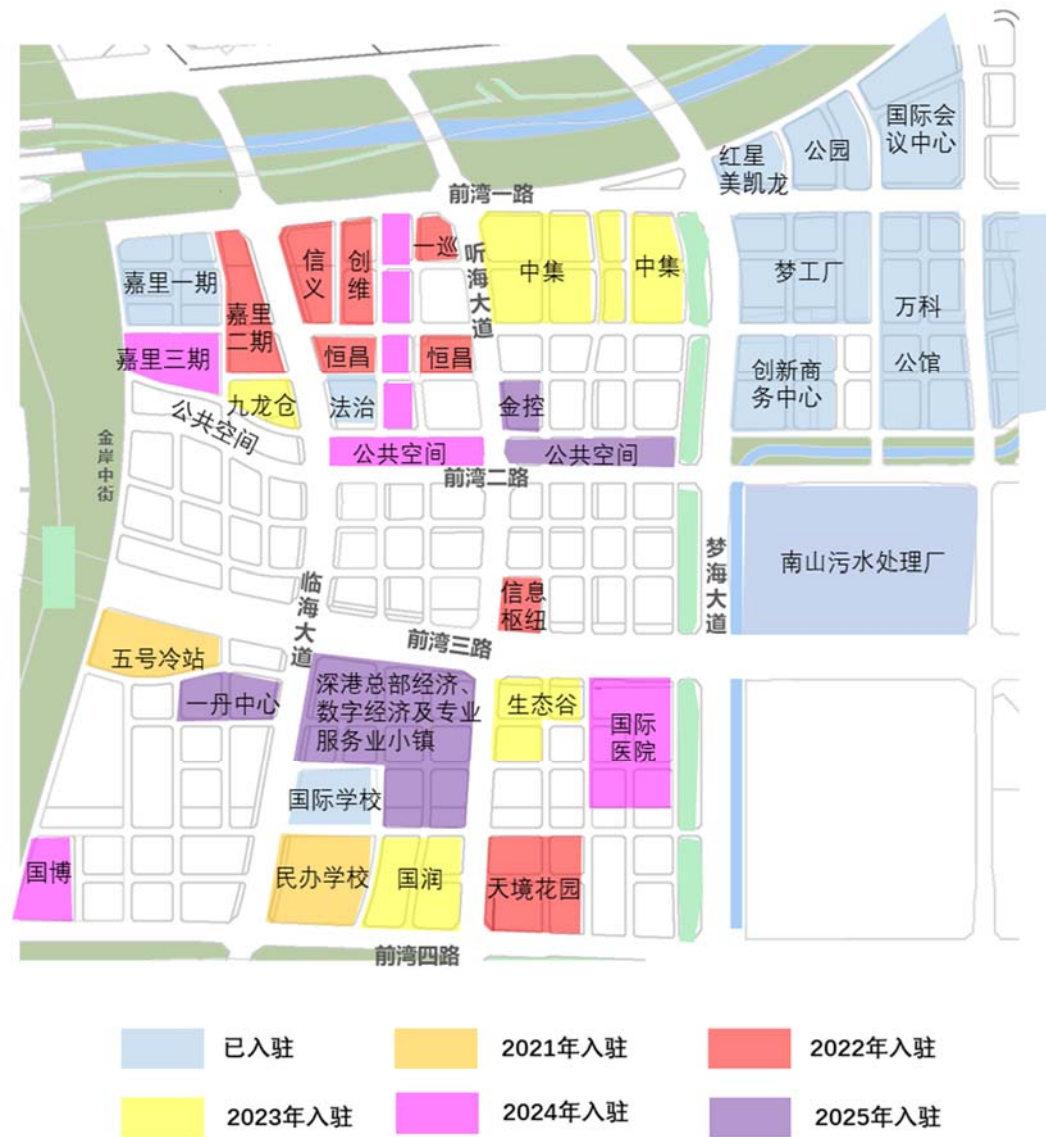 国际会
议中心
公园
红星
美凯龙
前湾一路
一巡
听
海
大
道
信
义
创
维
中集
中集
梦工厂
嘉里一期
嘉里
二期
万科
嘉里三期
恒昌
恒昌
创新商
务中心
公馆
九龙仓
法治
金控
公共空间
金
岸
中
街
公共空间
公共空间
前湾二路
梦
海
大
道
南山污水处理厂
临
海
大
道
信息
枢纽
前湾三路
五号冷站
一丹中心
深港总部经济、
数字经济及专业
服务业小镇
生态谷
国际
医院
国际学校
国博
民办学校
国润
天境花园
前湾四路
已入驻
2021年入驻
2022年入驻
2023年入驻
2024年入驻
2025年入驻